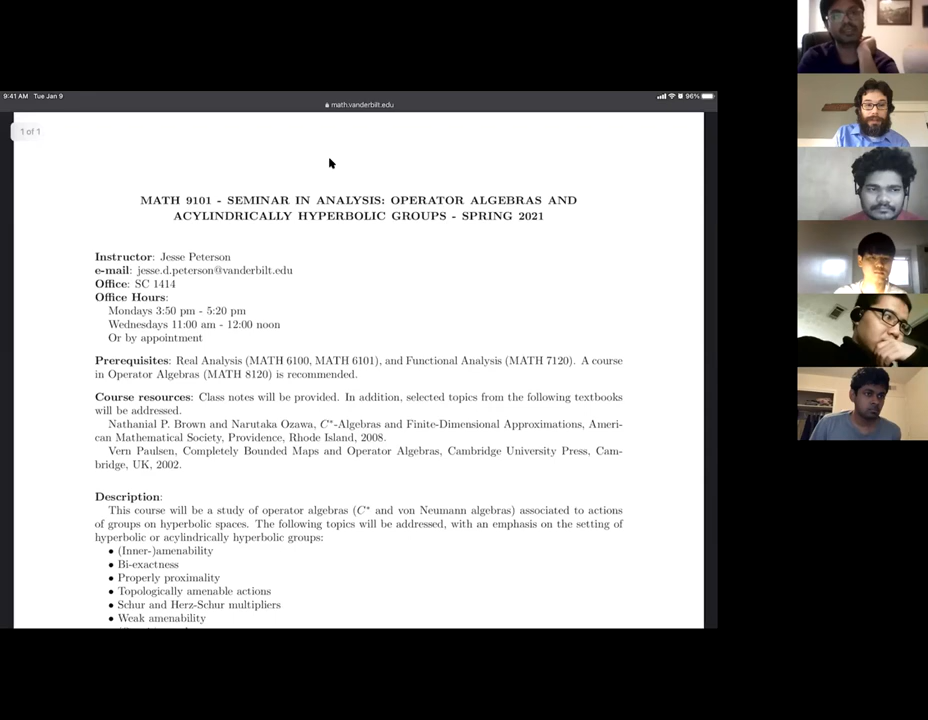 9:41 AM Tue Jan 9
math.vanderbilt.edu
96%
1 of 1
MATH 9101 - SEMINAR IN ANALYSIS: OPERATOR ALGEBRAS AND
ACYLINDRICALLY HYPERBOLIC GROUPS - SPRING 2021
Instructor: Jesse Peterson
e-mail: jesse.d.peterson@vanderbilt.edu
Office: SC 1414
Office Hours:
Mondays 3:50 pm - 5:20 pm
Wednesdays 11:00 am - 12:00 noon
Or by appointment
Prerequisites: Real Analysis (MATH 6100, MATH 6101), and Functional Analysis (MATH 7120). A course
in Operator Algebras (MATH 8120) is recommended.
Course resources: Class notes will be provided. In addition, selected topics from the following textbooks
will be addressed.
Nathanial P. Brown and Narutaka Ozawa, C*-Algebras and Finite-Dimensional Approximations, Ameri-
can Mathematical Society, Providence, Rhode Island, 2008.
Vern Paulsen, Completely Bounded Maps and Operator Algebras, Cambridge University Press, Cam-
bridge, UK, 2002.
Description:
This course will be a study of operator algebras (C* and von Neumann algebras) associated to actions
of groups on hyperbolic spaces. The following topics will be addressed, with an emphasis on the setting of
hyperbolic or acylindrically hyperbolic groups:
• (Inner-)amenability
• Bi-exactness
• Properly proximality
• Topologically amenable actions
• Schur and Herz-Schur multipliers
• Weak amenability